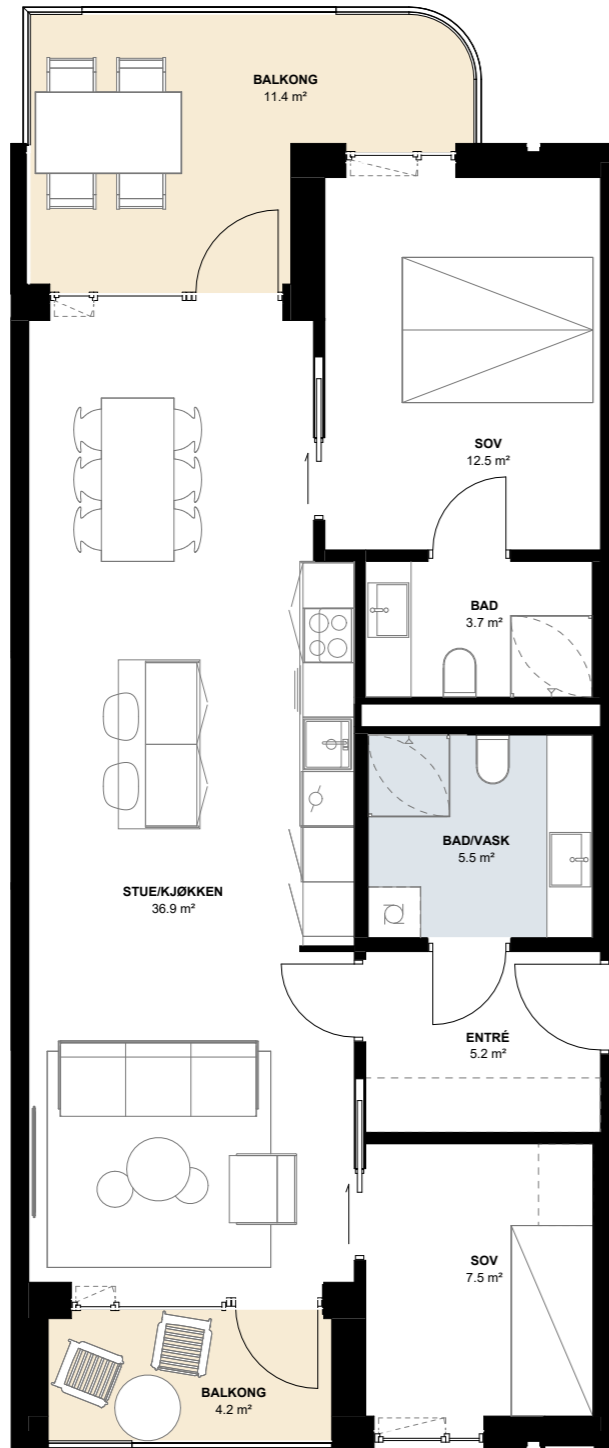 BALKONG
11.4 m²
SOV
12.5 m²
BAD
3.7 m²
BAD/VASK
5.5 m²
STUE/KJØKKEN
36.9 m²
ENTRÉ
5.2 m²
SOV
7.5 m²
BALKONG
4.2 m²